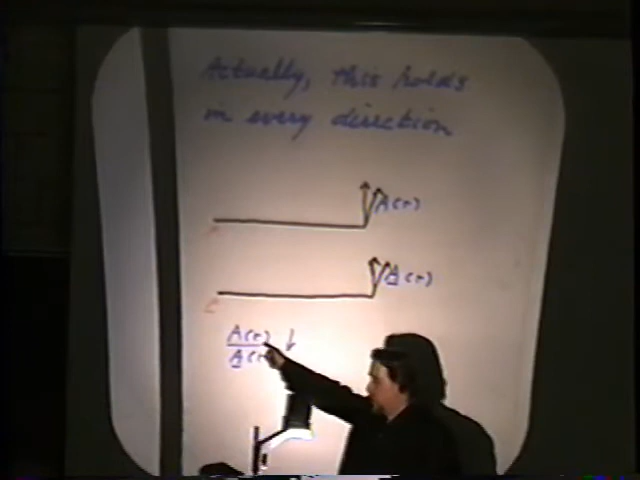 Actually, this holds
in every direction
A(r)
A(r)
A(r) ↓
A(r)